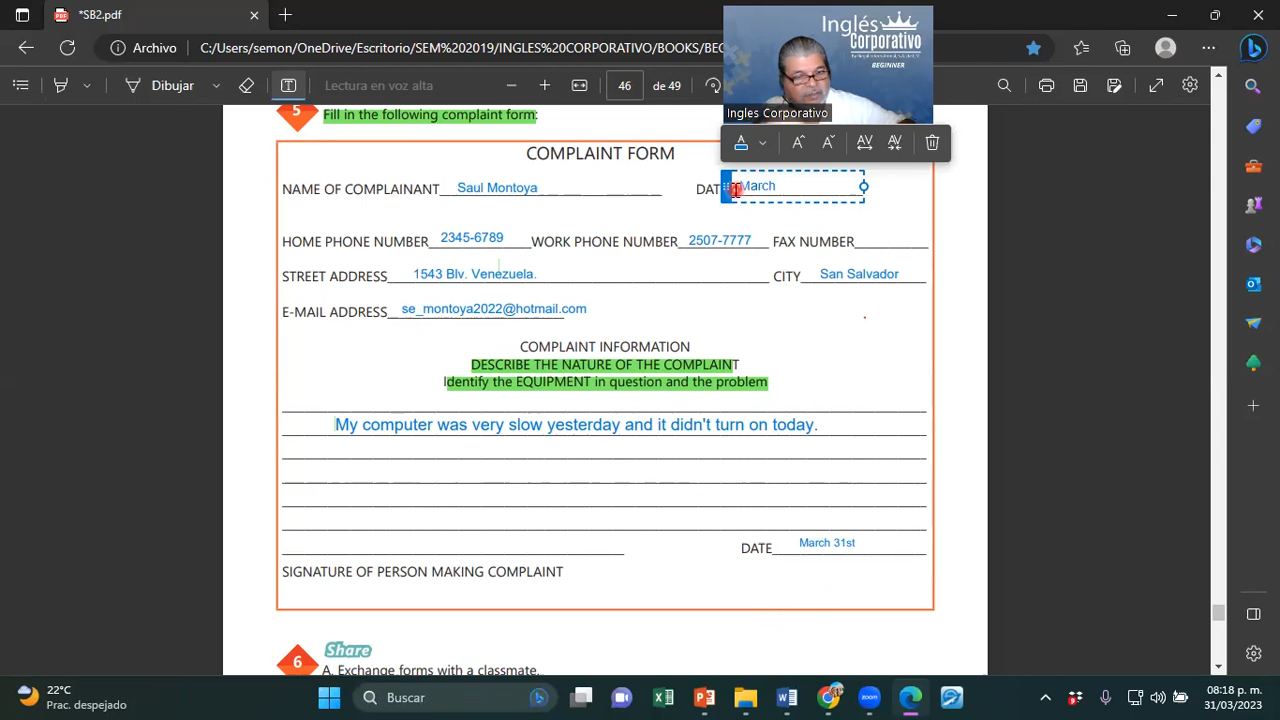 *SB2.pdf
Archivo
C:/Users/semon/OneDrive/Escritorio/SEM%202019/INGLES%20CORPORATIVO/BOOKS/BEG
Dibujar
Lectura en voz alta
46 de 49
Inglés
Corporativo
BEGINNER
Ingles Corporativo
5
Fill in the following complaint form:
COMPLAINT FORM
NAME OF COMPLAINANT Saul Montoya DAT March
HOME PHONE NUMBER 2345-6789 WORK PHONE NUMBER 2507-7777 FAX NUMBER
STREET ADDRESS 1543 Blv. Venezuela. CITY San Salvador
E-MAIL ADDRESS se_montoya2022@hotmail.com
COMPLAINT INFORMATION
DESCRIBE THE NATURE OF THE COMPLAINT
Identify the EQUIPMENT in question and the problem
My computer was very slow yesterday and it didn't turn on today.
DATE March 31st
SIGNATURE OF PERSON MAKING COMPLAINT
6
Share
A. Exchange forms with a classmate.
22°C
Prac. despejado
Buscar
zoom
08:18 p. m.
31/03/2023